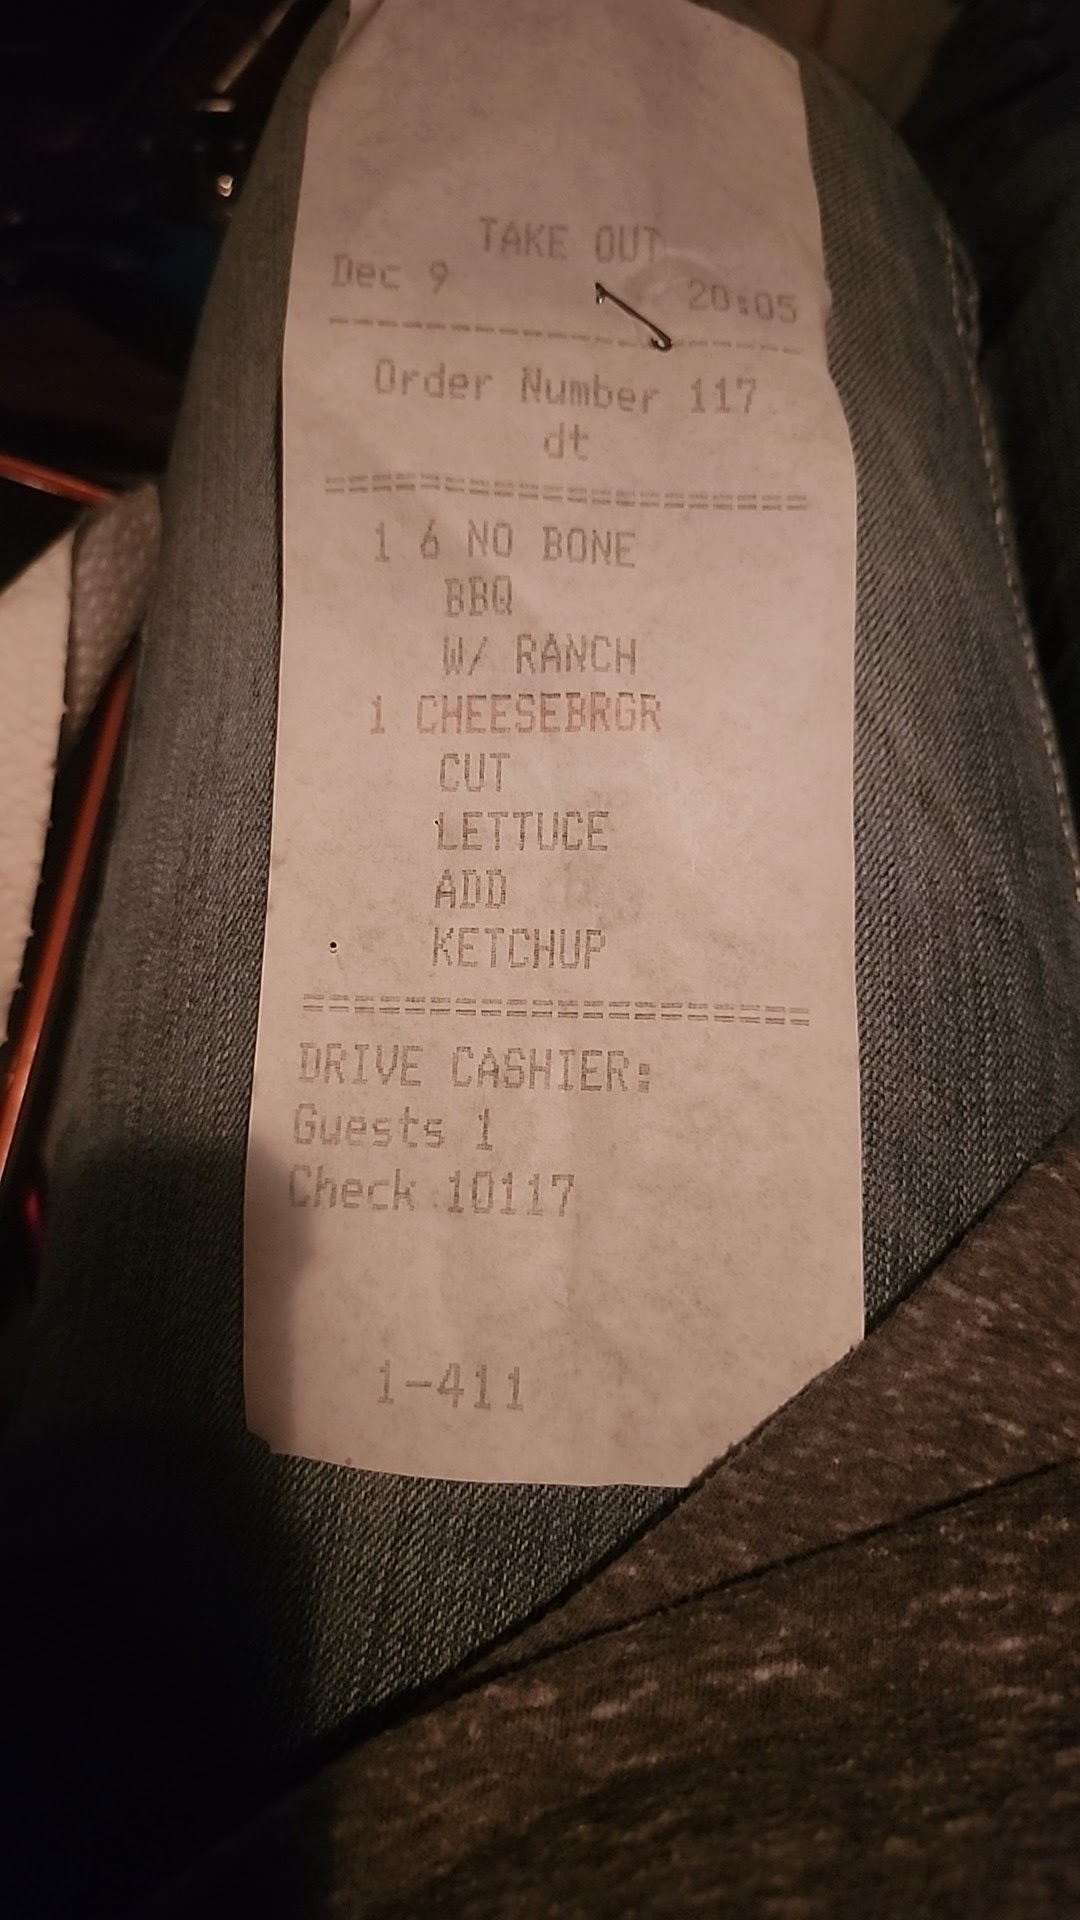 TAKE OUT
Dec 9 20:05
--------------------
Order Number 117
dt
=====================
1 6 NO BONE
BBQ
W/ RANCH
1 CHEESEBRGR
CUT
LETTUCE
ADD
KETCHUP
=====================
DRIVE CASHIER:
Guests 1
Check 10117
1-411